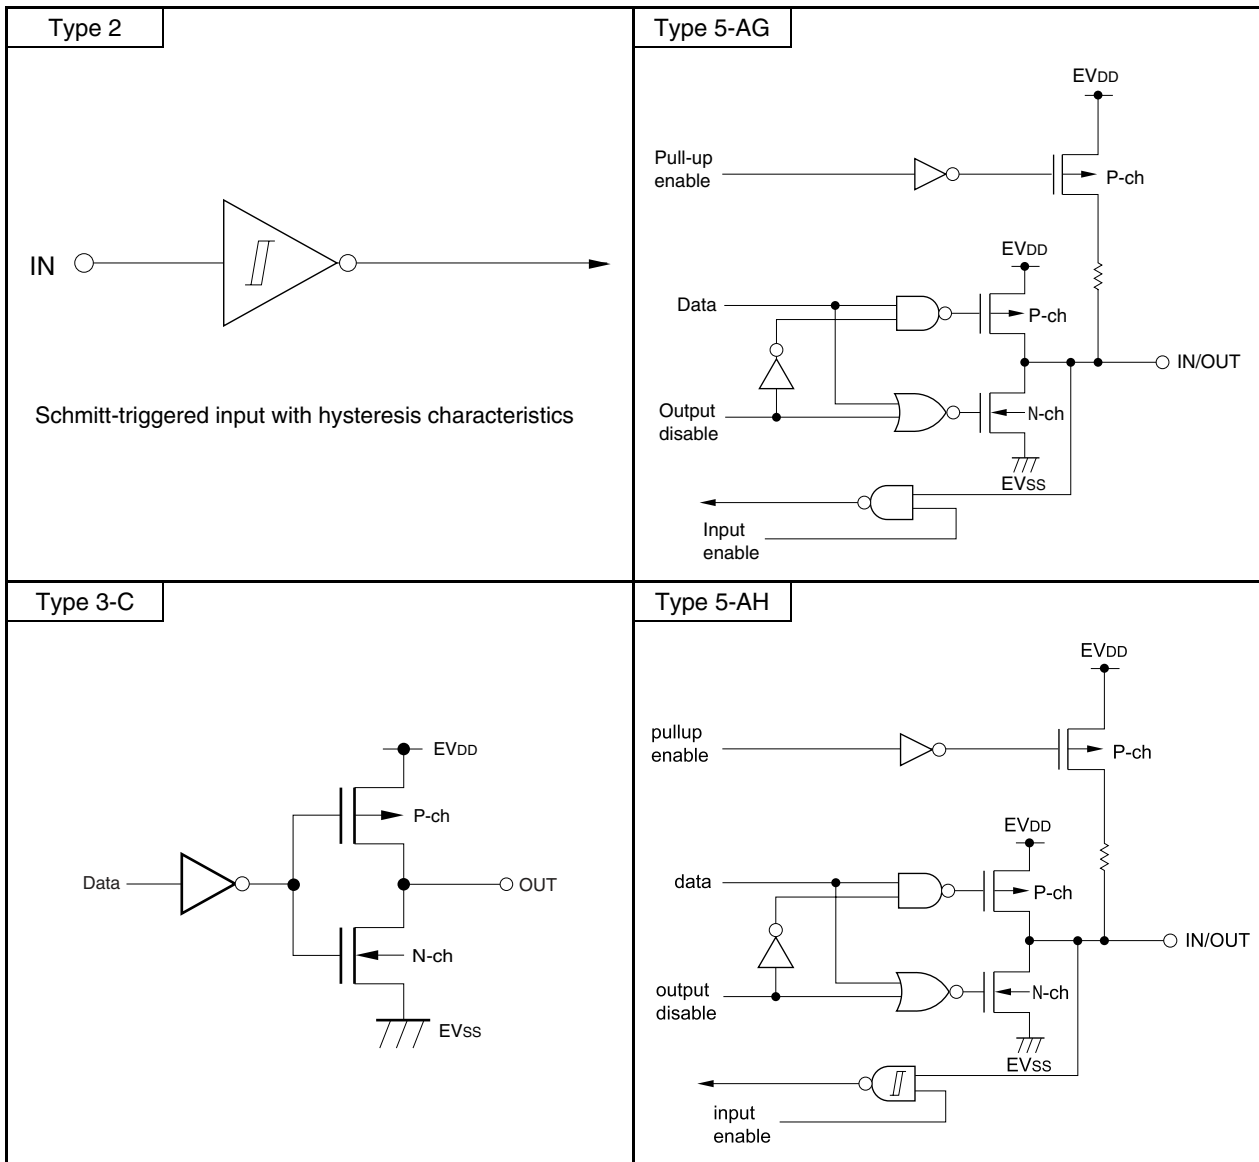 Type 2
IN
Schmitt-triggered input with hysteresis characteristics
Type 5-AG
EVDD
Pull-up
enable
P-ch
EVDD
Data
P-ch
IN/OUT
Output
disable
N-ch
EVSS
Input
enable
Type 3-C
EVDD
P-ch
Data
OUT
N-ch
EVSS
Type 5-AH
EVDD
pullup
enable
P-ch
EVDD
data
P-ch
IN/OUT
output
disable
N-ch
EVSS
input
enable